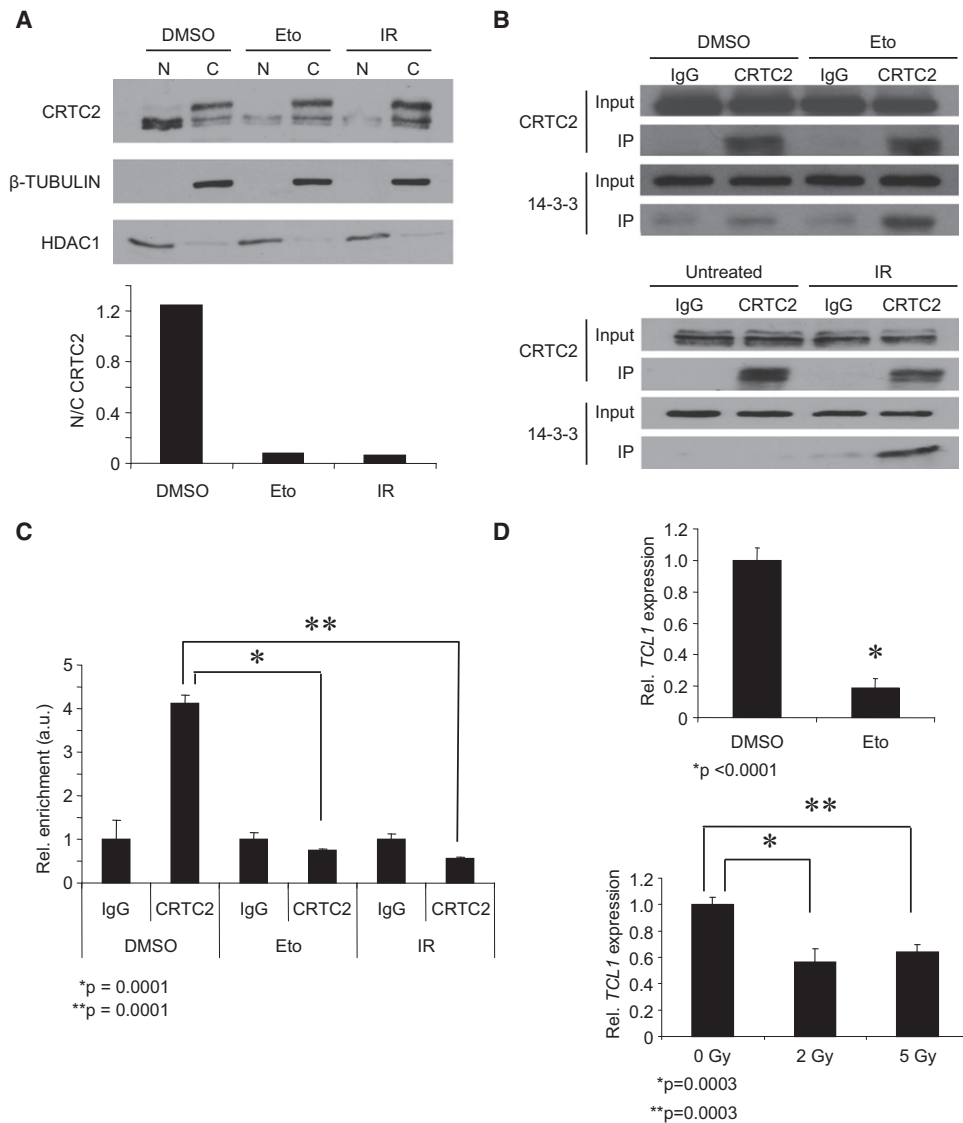 A
DMSO Eto IR
N C N C N C
CRTC2
β-TUBULIN
HDAC1
N/C CRTC2
1.2
0.8
0.4
0
DMSO Eto IR
B
DMSO Eto
IgG CRTC2 IgG CRTC2
CRTC2
Input
IP
14-3-3
Input
IP
Untreated IR
IgG CRTC2 IgG CRTC2
CRTC2
Input
IP
14-3-3
Input
IP
C
Rel. enrichment (a.u.)
5
4
3
2
1
0
**
*
IgG CRTC2 IgG CRTC2 IgG CRTC2
DMSO Eto IR
*p = 0.0001
**p = 0.0001
D
Rel. TCL1 expression
1.2
1.0
0.8
0.6
0.4
0.2
0
*
DMSO Eto
*p <0.0001
Rel. TCL1 expression
1.2
1.0
0.8
0.6
0.4
0.2
0
**
*
0 Gy 2 Gy 5 Gy
*p=0.0003
**p=0.0003